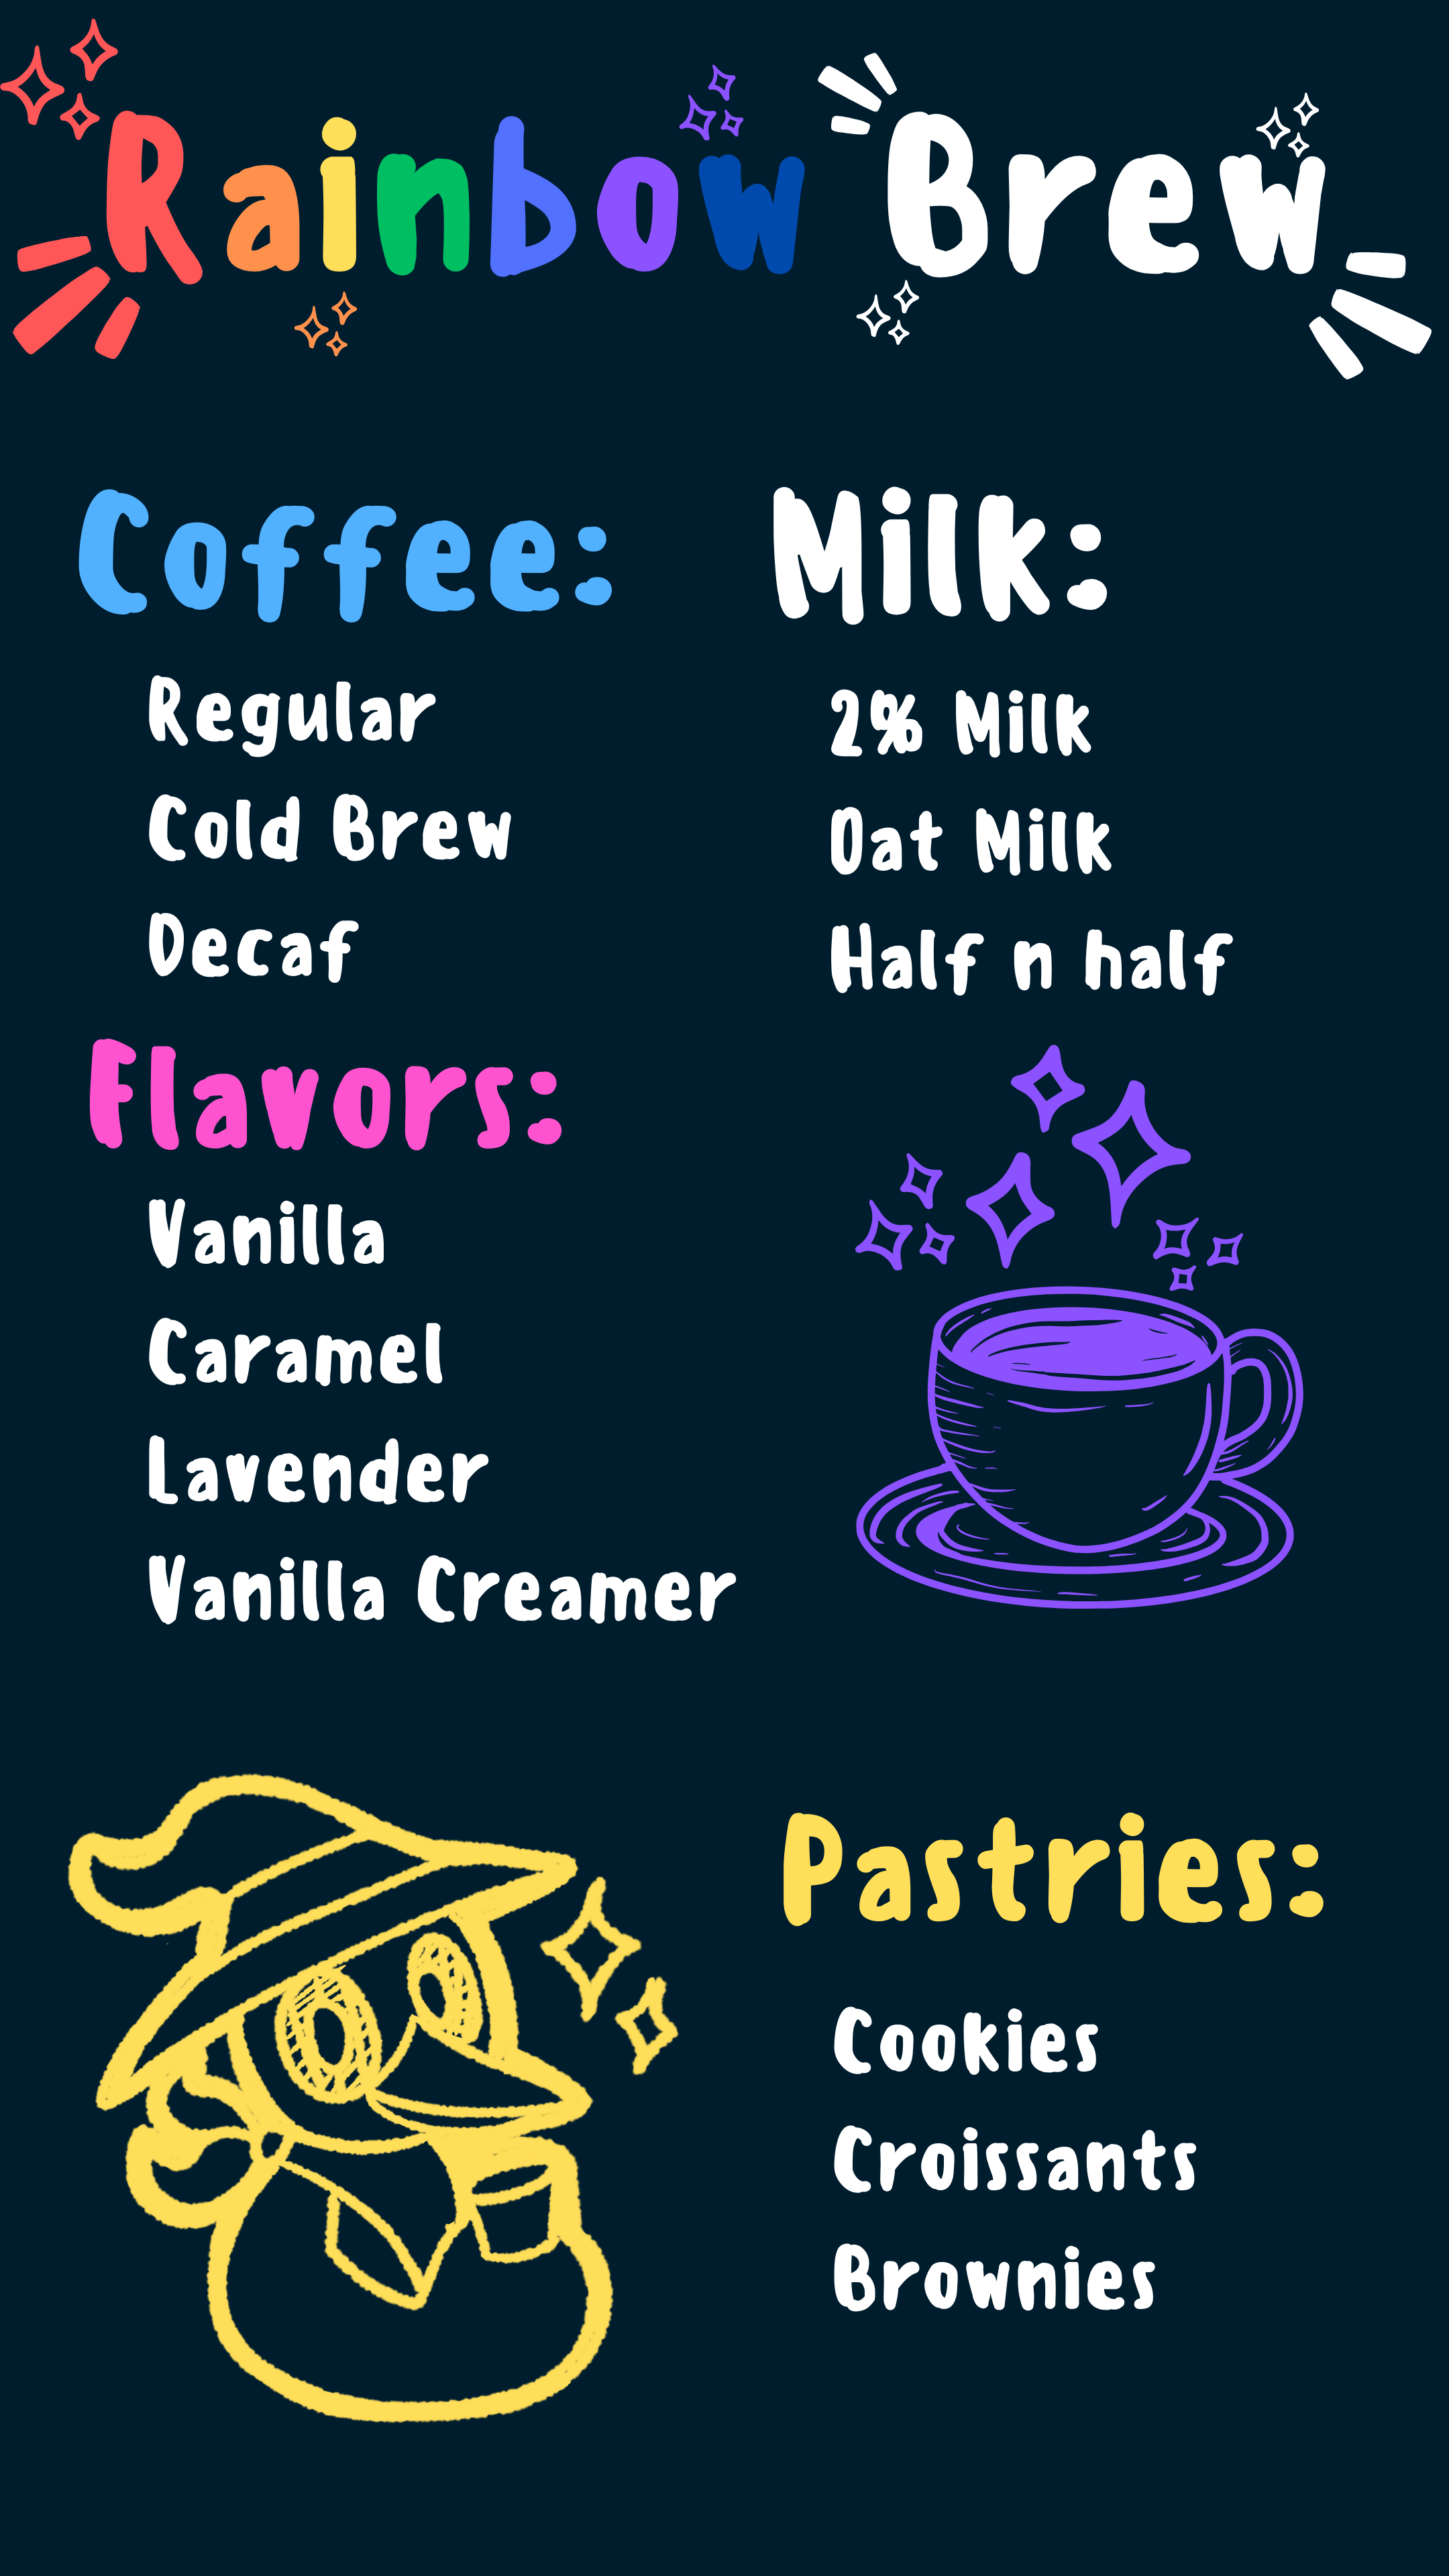 Rainbow Brew
Coffee:
Regular
Cold Brew
Decaf
Milk:
2% Milk
Oat Milk
Half n half
Flavors:
Vanilla
Caramel
Lavender
Vanilla Creamer
Pastries:
Cookies
Croissants
Brownies